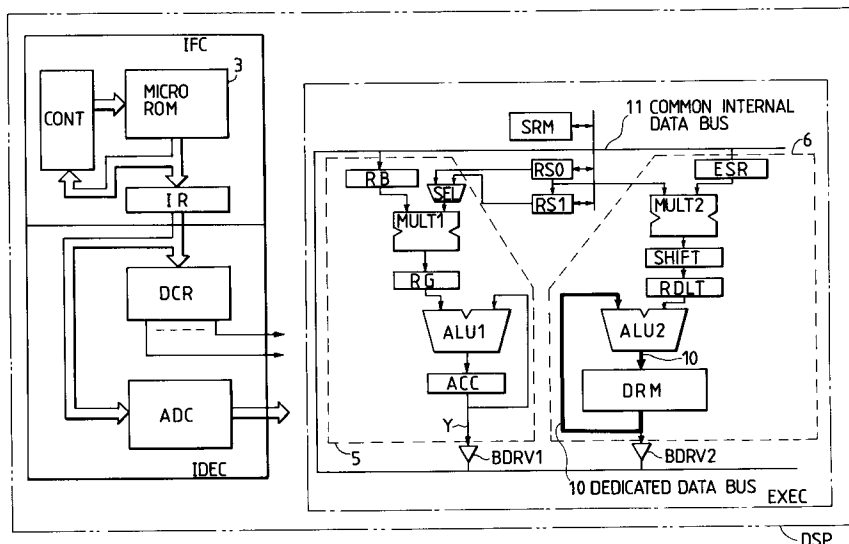 IFC
3
MICRO
ROM
CONT
IR
DCR
ADC
IDEC
11 COMMON INTERNAL
DATA BUS
6
SRM
RB
SEL
RS0
RS1
ESR
MULT1
MULT2
SHIFT
RG
RDLT
ALU1
ALU2
10
ACC
DRM
Y
5
BDRV1
BDRV2
10 DEDICATED DATA BUS
EXEC
DSP